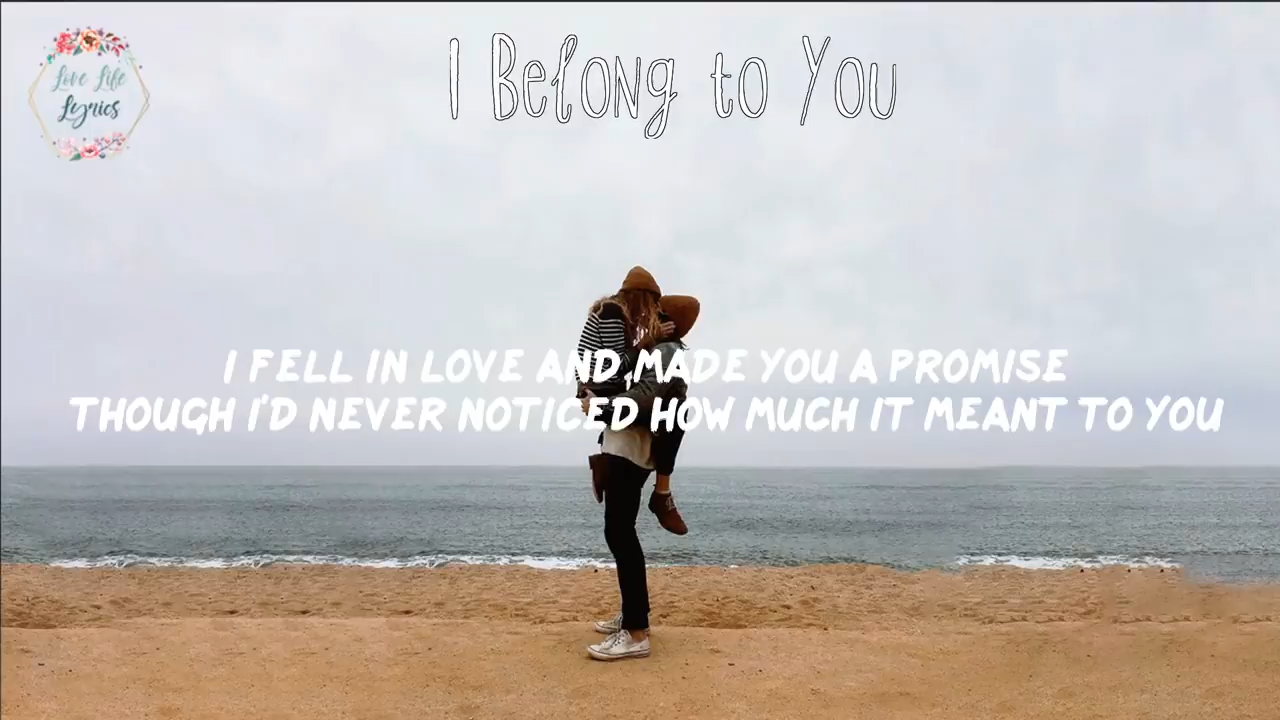 Love Life
Lyrics
I Belong to You
I FELL IN LOVE AND,MADE YOU A PROMISE
THOUGH I'D NEVER NOTICED HOW MUCH IT MEANT TO YOU